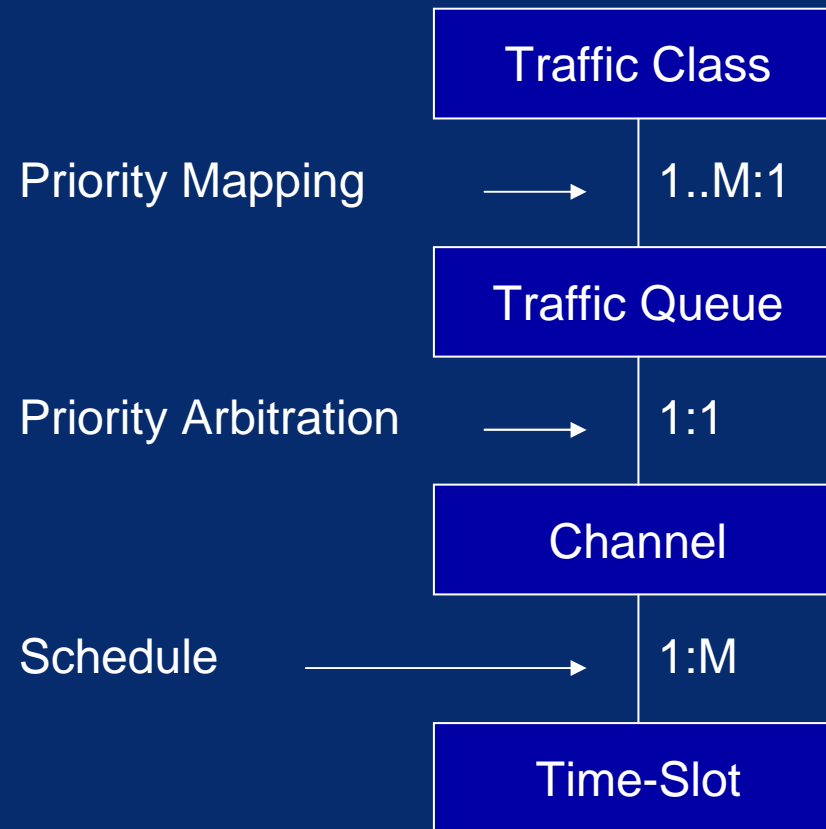 Traffic Class
Priority Mapping
1..M:1
Traffic Queue
Priority Arbitration
1:1
Channel
Schedule
1:M
Time-Slot